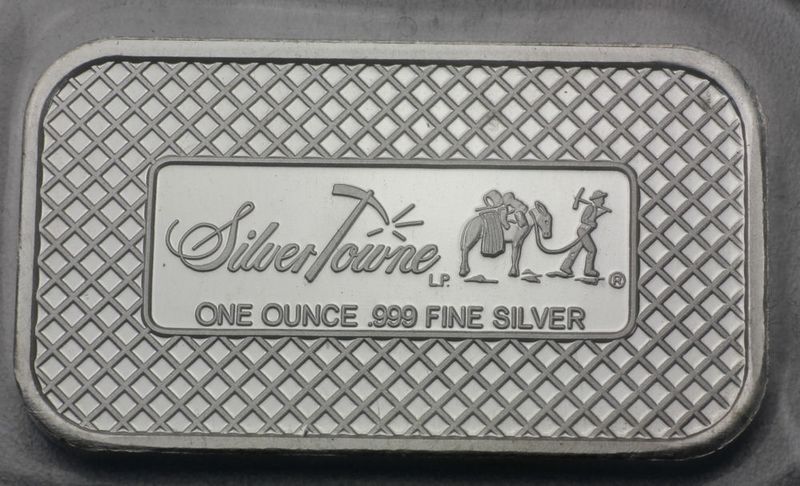 SilverTowne L.P. ®
ONE OUNCE .999 FINE SILVER